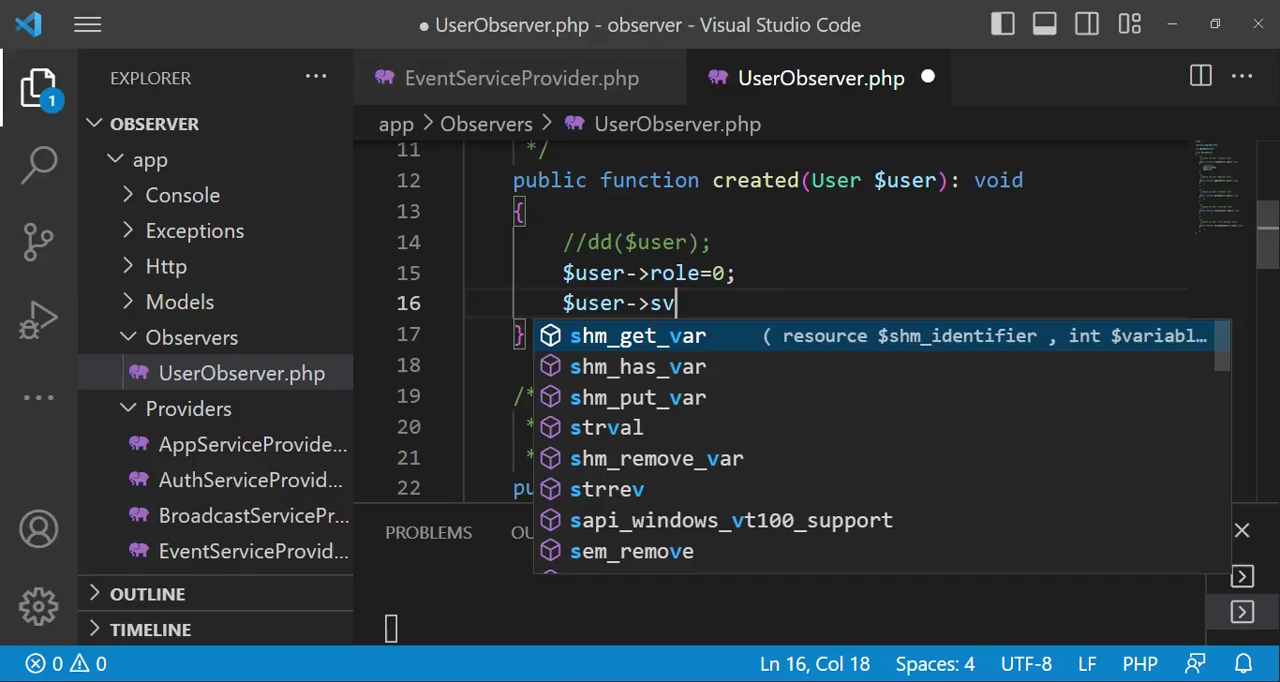 ● UserObserver.php - observer - Visual Studio Code
EXPLORER
EventServiceProvider.php
UserObserver.php
1
OBSERVER
app
Console
Exceptions
Http
Models
Observers
UserObserver.php
Providers
AppServiceProvide...
AuthServiceProvid...
BroadcastServicePr...
EventServiceProvid...
OUTLINE
TIMELINE
app > Observers > UserObserver.php
11 */
12 public function created(User $user): void
13 {
14 //dd($user);
15 $user->role=0;
16 $user->sv
17 }
18
19 /*
20 *
21 *
22 pu
shm_get_var ( resource $shm_identifier , int $variabl...
shm_has_var
shm_put_var
strval
shm_remove_var
strrev
sapi_windows_vt100_support
sem_remove
PROBLEMS OU
0 0
Ln 16, Col 18 Spaces: 4 UTF-8 LF PHP